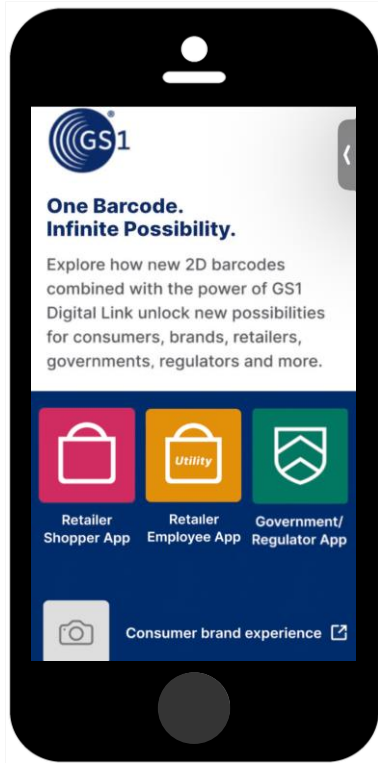 GS1
One Barcode.
Infinite Possibility.
Explore how new 2D barcodes
combined with the power of GS1
Digital Link unlock new possibilities
for consumers, brands, retailers,
governments, regulators and more.
Utility
Retailer
Shopper App
Retailer
Employee App
Government/
Regulator App
Consumer brand experience